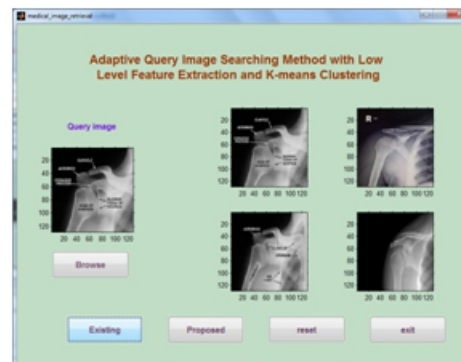 medical_image_retrieval
Adaptive Query Image Searching Method with Low
Level Feature Extraction and K-means Clustering
Query image
20
40
60
80
100
120
20 40 60 80 100 120
Browse
20
40
60
80
100
120
20 40 60 80 100 120
R
20
40
60
80
100
120
20 40 60 80 100 120
20
40
60
80
100
120
20 40 60 80 100 120
20
40
60
80
100
120
20 40 60 80 100 120
Existing
Proposed
reset
exit